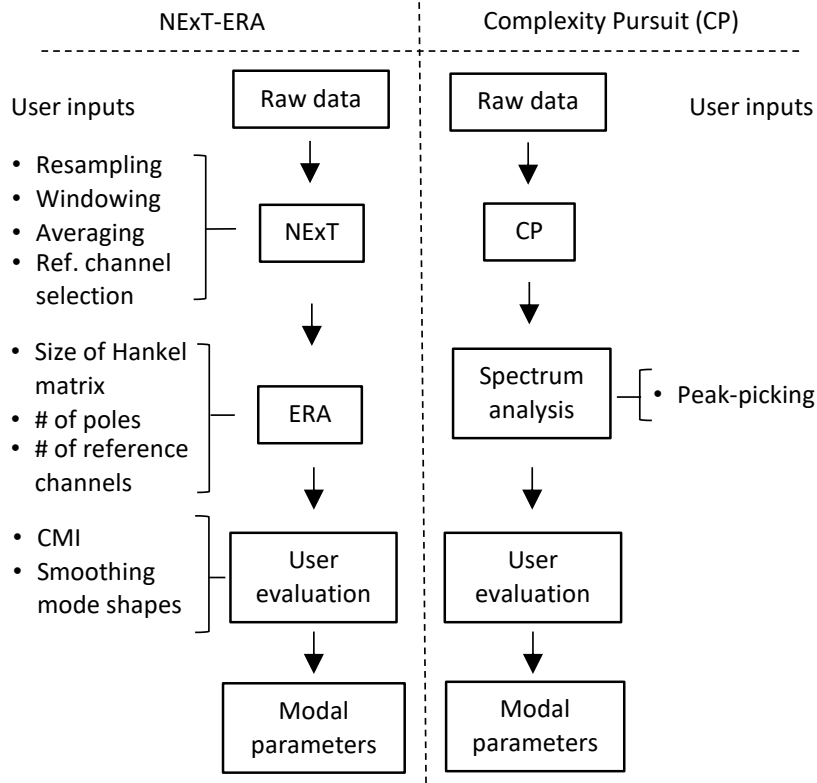 NExT-ERA
Complexity Pursuit (CP)
User inputs
Raw data
Raw data
User inputs
• Resampling
• Windowing
• Averaging
• Ref. channel
selection
NExT
CP
• Size of Hankel
matrix
• # of poles
• # of reference
channels
ERA
Spectrum
analysis
• Peak-picking
• CMI
• Smoothing
mode shapes
User
evaluation
User
evaluation
Modal
parameters
Modal
parameters